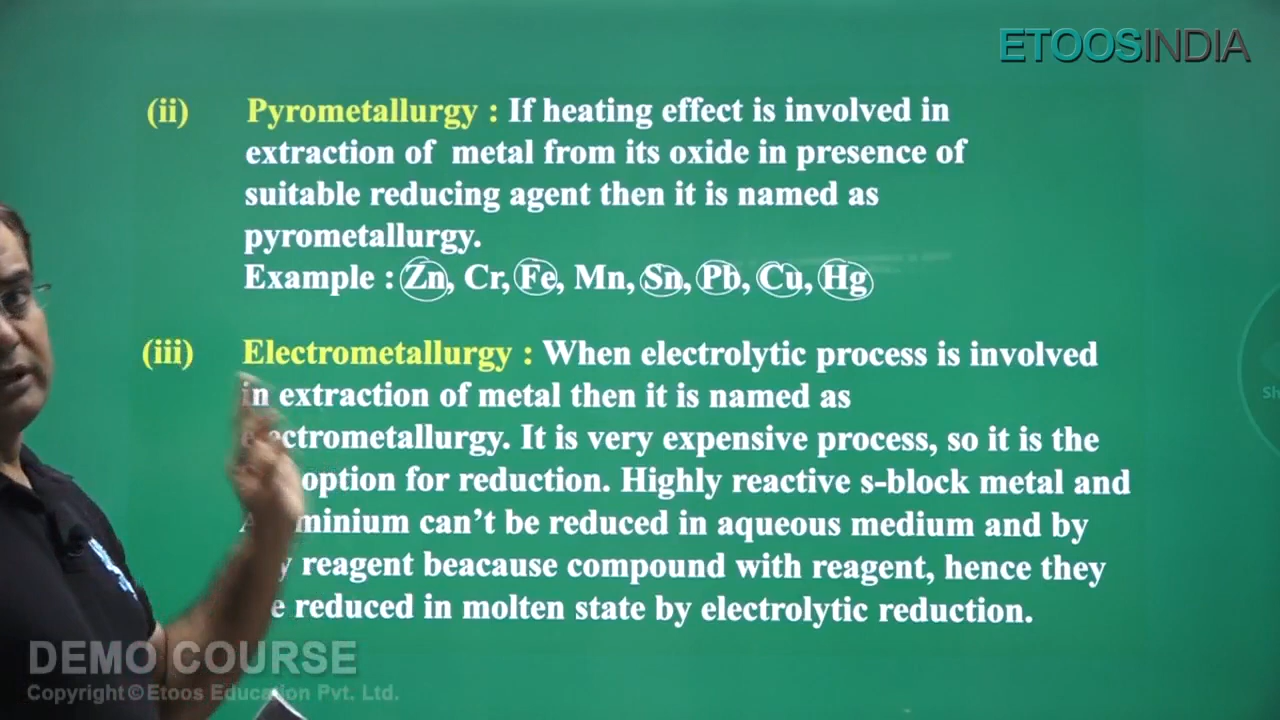 ETOOSINDIA
(ii) Pyrometallurgy : If heating effect is involved in
extraction of metal from its oxide in presence of
suitable reducing agent then it is named as
pyrometallurgy.
Example : Zn, Cr, Fe, Mn, Sn, Pb, Cu, Hg
(iii) Electrometallurgy : When electrolytic process is involved
in extraction of metal then it is named as
ectrometallurgy. It is very expensive process, so it is the
option for reduction. Highly reactive s-block metal and
minium can't be reduced in aqueous medium and by
reagent beacause compound with reagent, hence they
reduced in molten state by electrolytic reduction.
DEMO COURSE
Copyright©Etoos Education Pvt. Ltd.